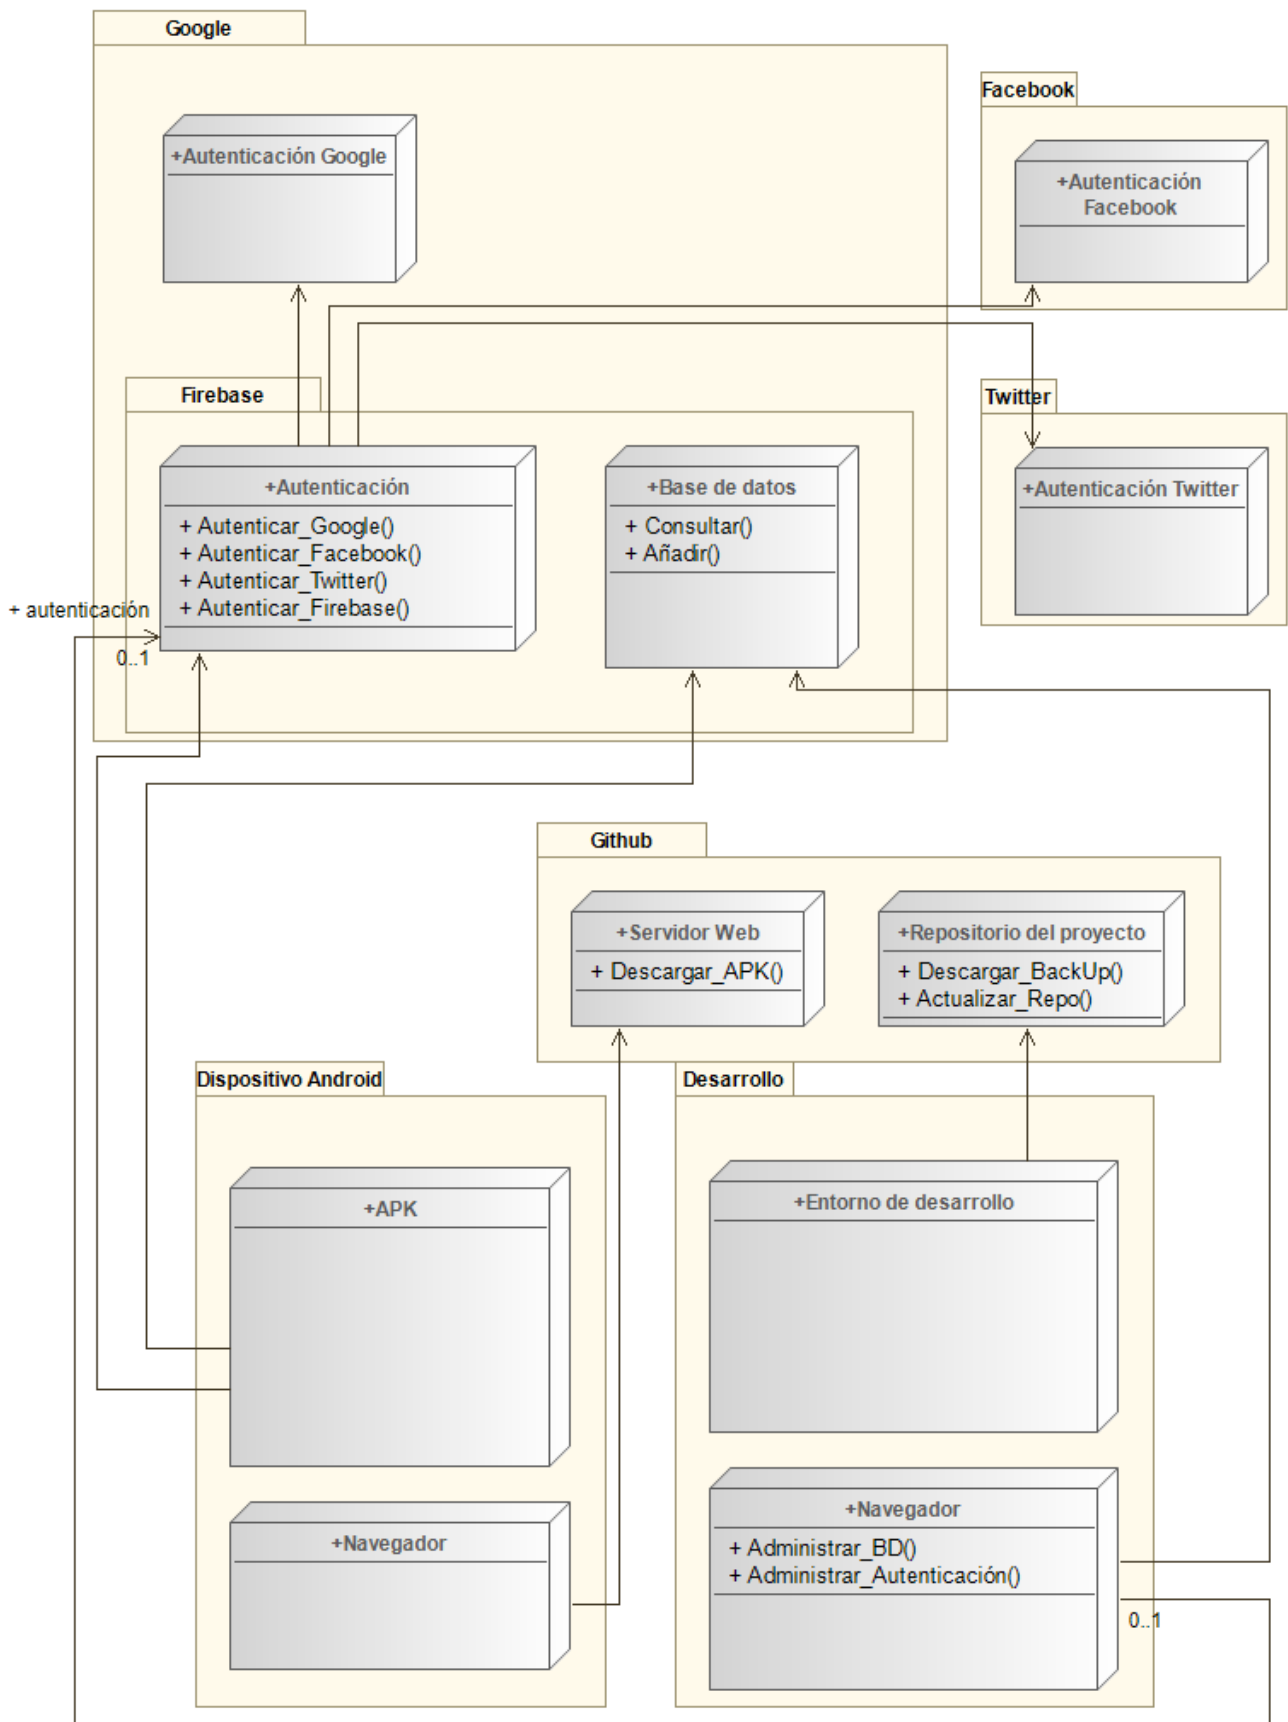 Google
Facebook
+Autenticación Google
+Autenticación
Facebook
Firebase
Twitter
+Autenticación
+ Autenticar_Google()
+ Autenticar_Facebook()
+ Autenticar_Twitter()
+ Autenticar_Firebase()
+Base de datos
+ Consultar()
+ Añadir()
+Autenticación Twitter
+ autenticación
0..1
Github
+Servidor Web
+ Descargar_APK()
+Repositorio del proyecto
+ Descargar_BackUp()
+ Actualizar_Repo()
Dispositivo Android
Desarrollo
+APK
+Entorno de desarrollo
+Navegador
+Navegador
+ Administrar_BD()
+ Administrar_Autenticación()
0..1